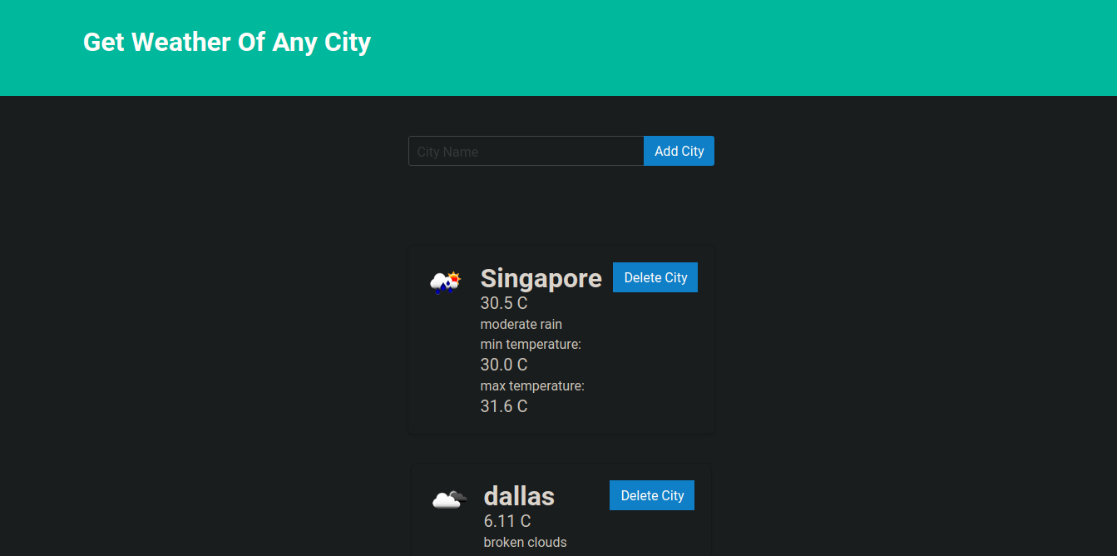 Get Weather Of Any City
City Name
Add City
Singapore
Delete City
30.5 C
moderate rain
min temperature:
30.0 C
max temperature:
31.6 C
dallas
Delete City
6.11 C
broken clouds